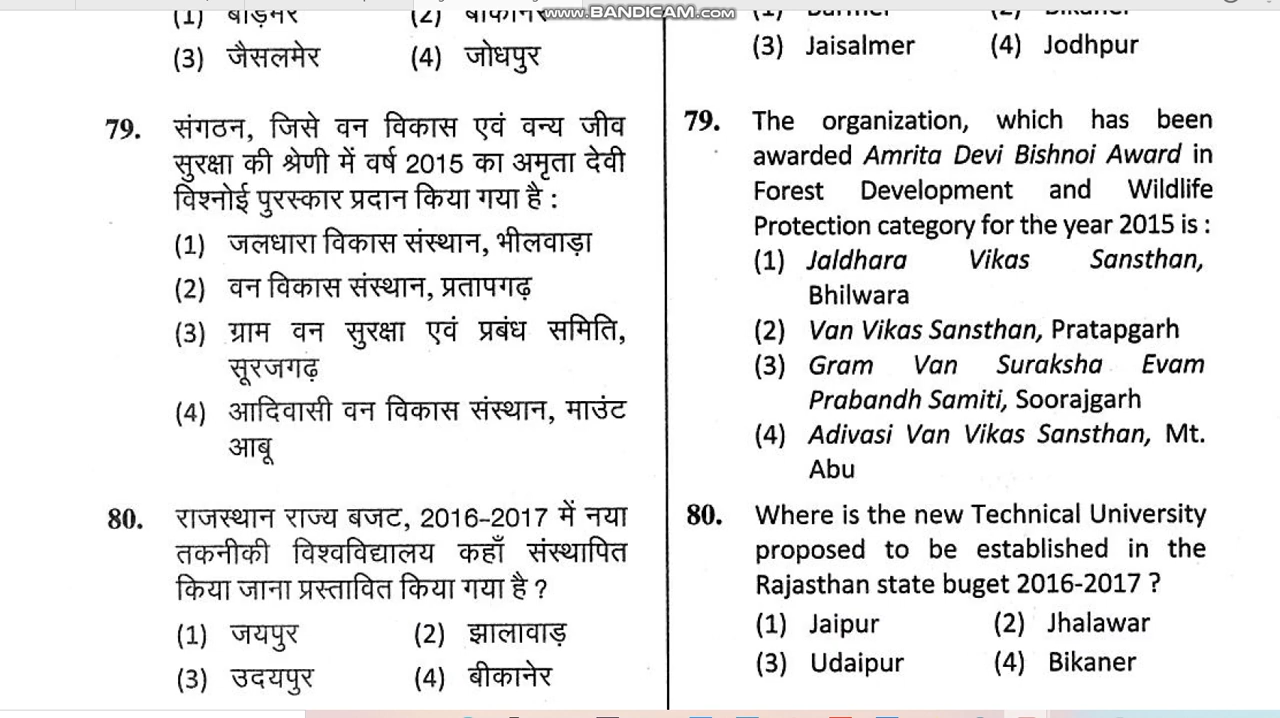 www.BANDICAM.com
(1) बाड़मेर (2) बीकानेर
(3) जैसलमेर (4) जोधपुर
79. संगठन, जिसे वन विकास एवं वन्य जीव
सुरक्षा की श्रेणी में वर्ष 2015 का अमृता देवी
विश्नोई पुरस्कार प्रदान किया गया है :
(1) जलधारा विकास संस्थान, भीलवाड़ा
(2) वन विकास संस्थान, प्रतापगढ़
(3) ग्राम वन सुरक्षा एवं प्रबंध समिति,
सूरजगढ़
(4) आदिवासी वन विकास संस्थान, माउंट
आबू
80. राजस्थान राज्य बजट, 2016-2017 में नया
तकनीकी विश्वविद्यालय कहाँ संस्थापित
किया जाना प्रस्तावित किया गया है ?
(1) जयपुर (2) झालावाड़
(3) उदयपुर (4) बीकानेर
(1) Barmer (2) Bikaner
(3) Jaisalmer (4) Jodhpur
79. The organization, which has been
awarded Amrita Devi Bishnoi Award in
Forest Development and Wildlife
Protection category for the year 2015 is :
(1) Jaldhara Vikas Sansthan,
Bhilwara
(2) Van Vikas Sansthan, Pratapgarh
(3) Gram Van Suraksha Evam
Prabandh Samiti, Soorajgarh
(4) Adivasi Van Vikas Sansthan, Mt.
Abu
80. Where is the new Technical University
proposed to be established in the
Rajasthan state buget 2016-2017 ?
(1) Jaipur (2) Jhalawar
(3) Udaipur (4) Bikaner